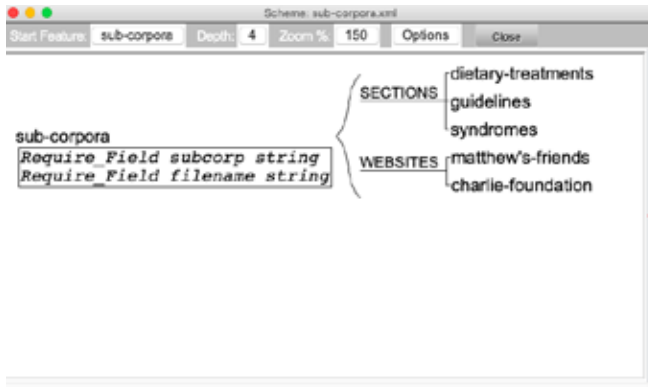 Scheme: sub-corpora.xml
Start Feature: sub-corpora Depth: 4 Zoom % 150 Options Close
dietary-treatments
SECTIONS guidelines
syndromes
sub-corpora
Require_Field subcorp string
Require_Field filename string
WEBSITES matthew's-friends
charlie-foundation